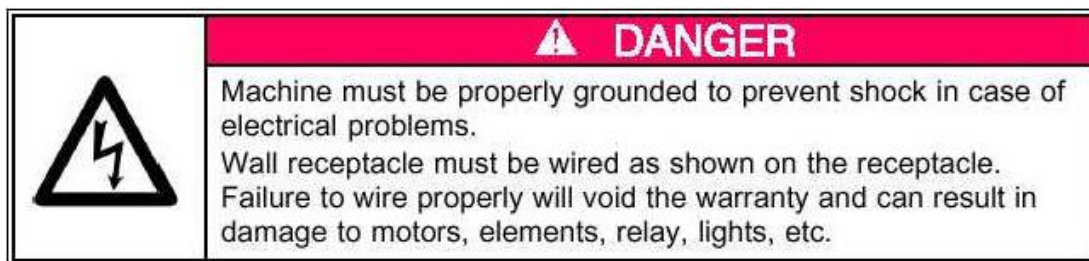 DANGER
Machine must be properly grounded to prevent shock in case of
electrical problems.
Wall receptacle must be wired as shown on the receptacle.
Failure to wire properly will void the warranty and can result in
damage to motors, elements, relay, lights, etc.